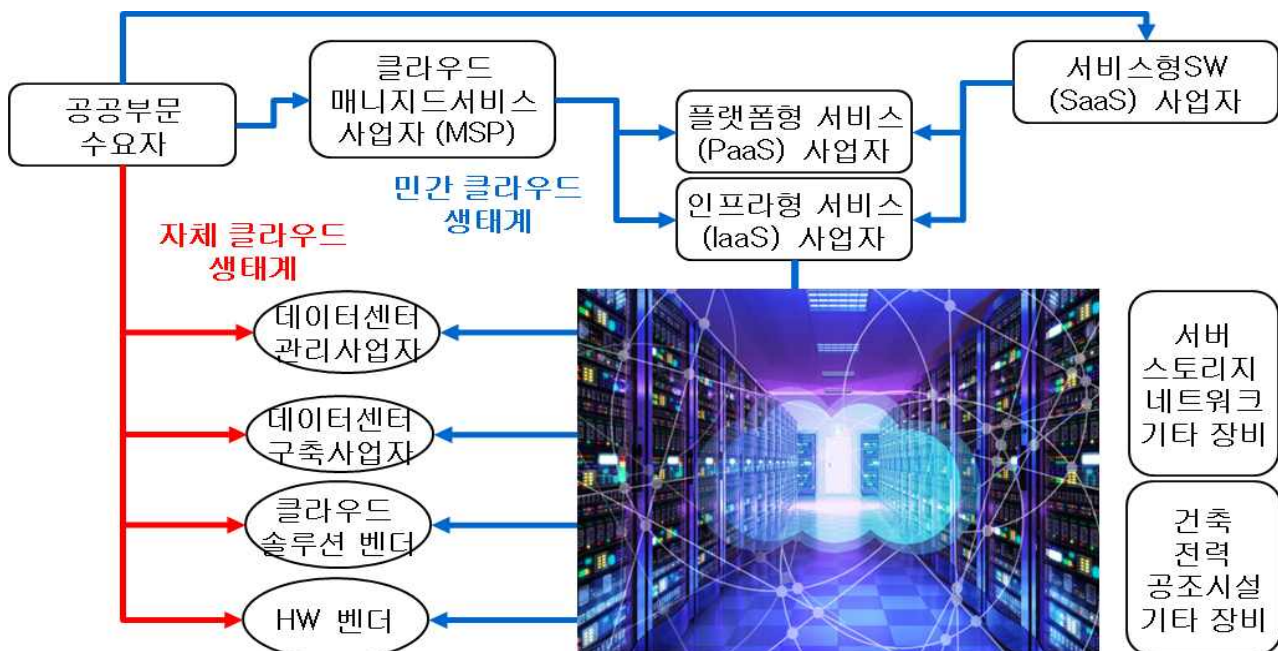 클라우드
매니지드서비스
사업자 (MSP)
서비스형SW
(SaaS) 사업자
공공부문
수요자
플랫폼형 서비스
(PaaS) 사업자
민간 클라우드
생태계
인프라형 서비스
(IaaS) 사업자
자체 클라우드
생태계
데이터센터
관리사업자
데이터센터
구축사업자
클라우드
솔루션 벤더
HW 벤더
서버
스토리지
네트워크
기타 장비
건축
전력
공조시설
기타 장비